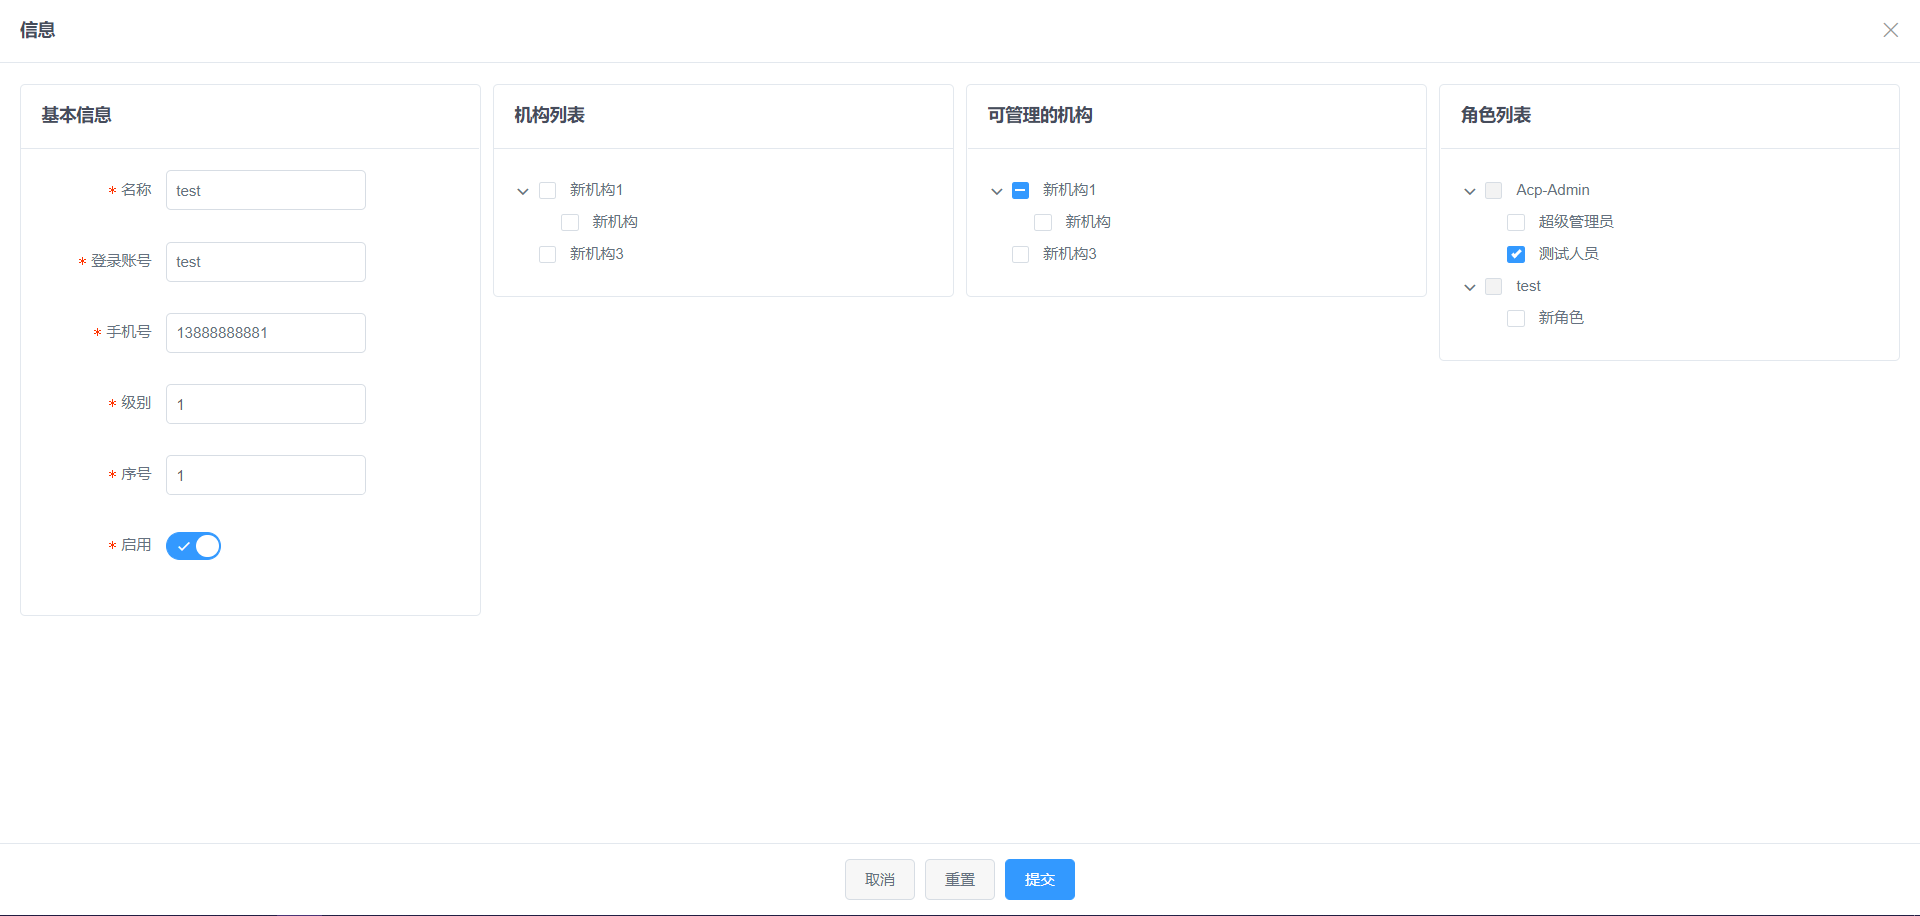 信息
基本信息
* 名称 test
* 登录账号 test
* 手机号 13888888881
* 级别 1
* 序号 1
* 启用
机构列表
新机构1
新机构
新机构3
可管理的机构
新机构1
新机构
新机构3
角色列表
Acp-Admin
超级管理员
测试人员
test
新角色
取消 重置 提交